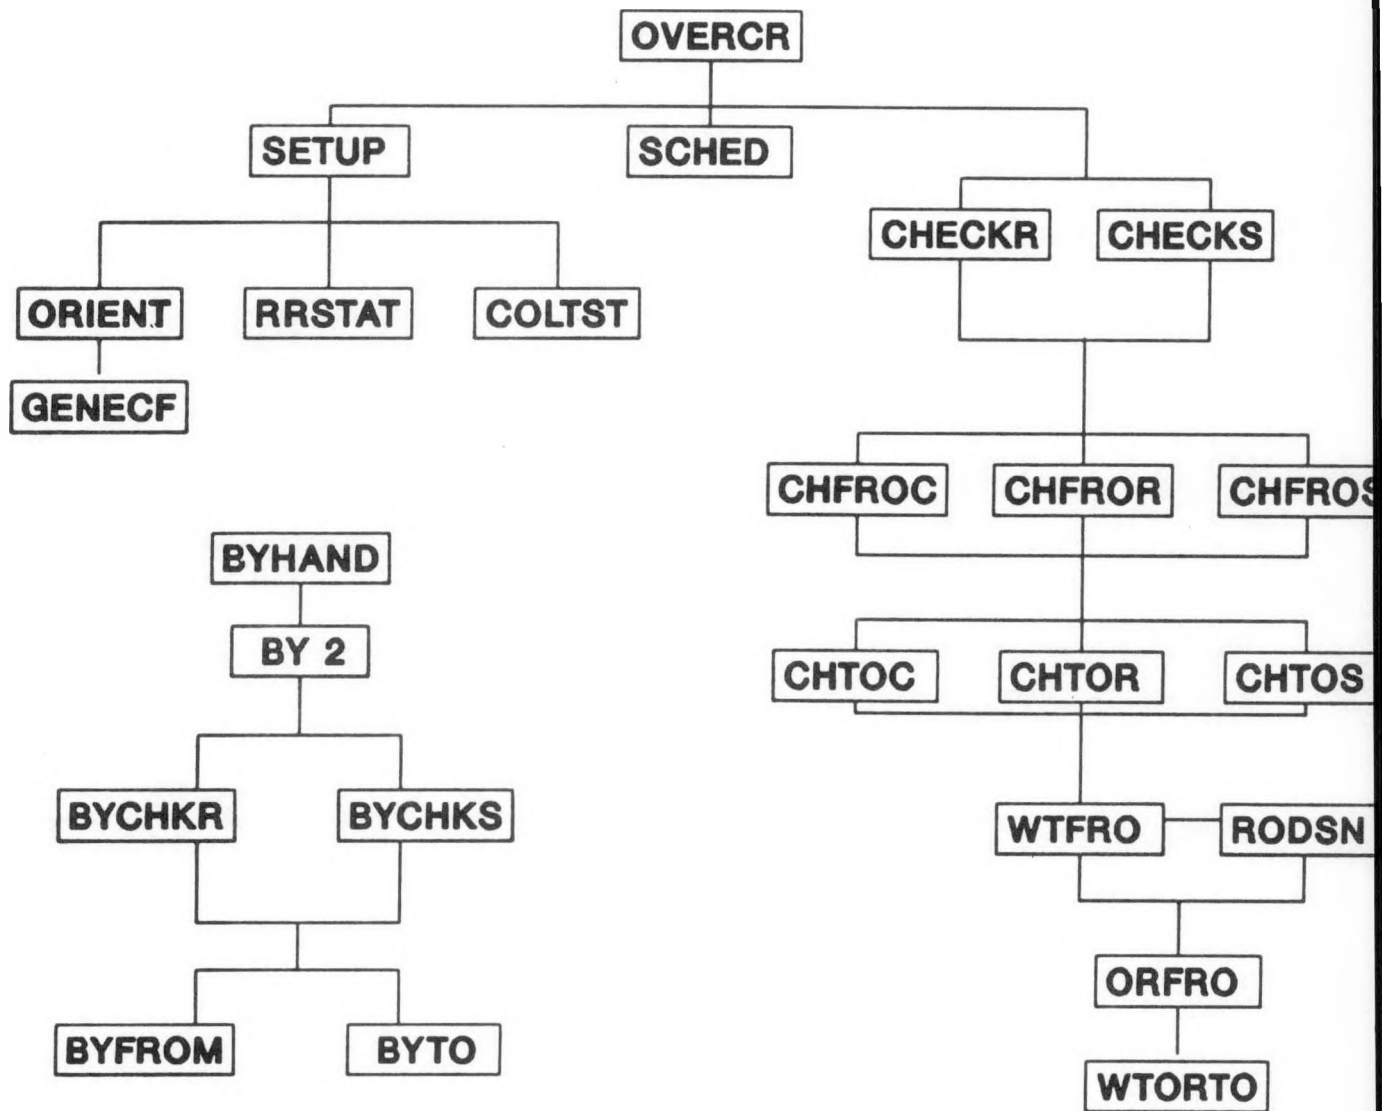 OVERCR
SETUP
SCHED
CHECKR
CHECKS
ORIENT
RRSTAT
COLTST
GENECF
CHFROC
CHFROR
CHFROS
BYHAND
BY 2
CHTOC
CHTOR
CHTOS
BYCHKR
BYCHKS
WTFRO
RODSN
ORFRO
BYFROM
BYTO
WTORTO